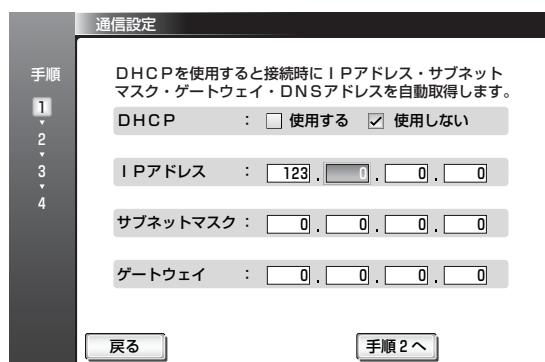 通信設定
手順
1
2
3
4
DHCPを使用すると接続時にIPアドレス・サブネット
マスク・ゲートウェイ・DNSアドレスを自動取得します。
DHCP : 使用する 使用しない
IPアドレス : 123 . 0 . 0 . 0
サブネットマスク : 0 . 0 . 0 . 0
ゲートウェイ : 0 . 0 . 0 . 0
戻る 手順2へ